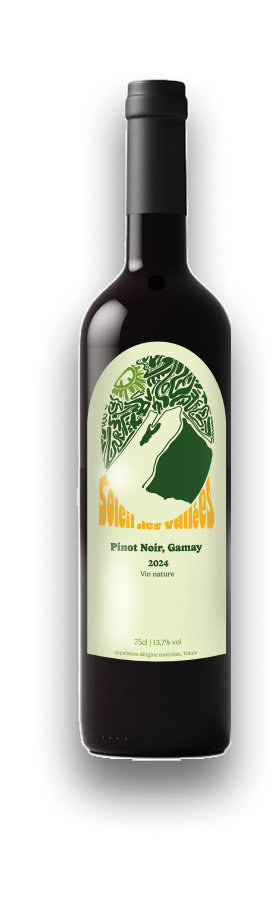 Soleil des Vallées
Pinot Noir, Gamay
2024
Vin nature
75cl | 13,7% vol
appellation d'origine contrôlée, Valais